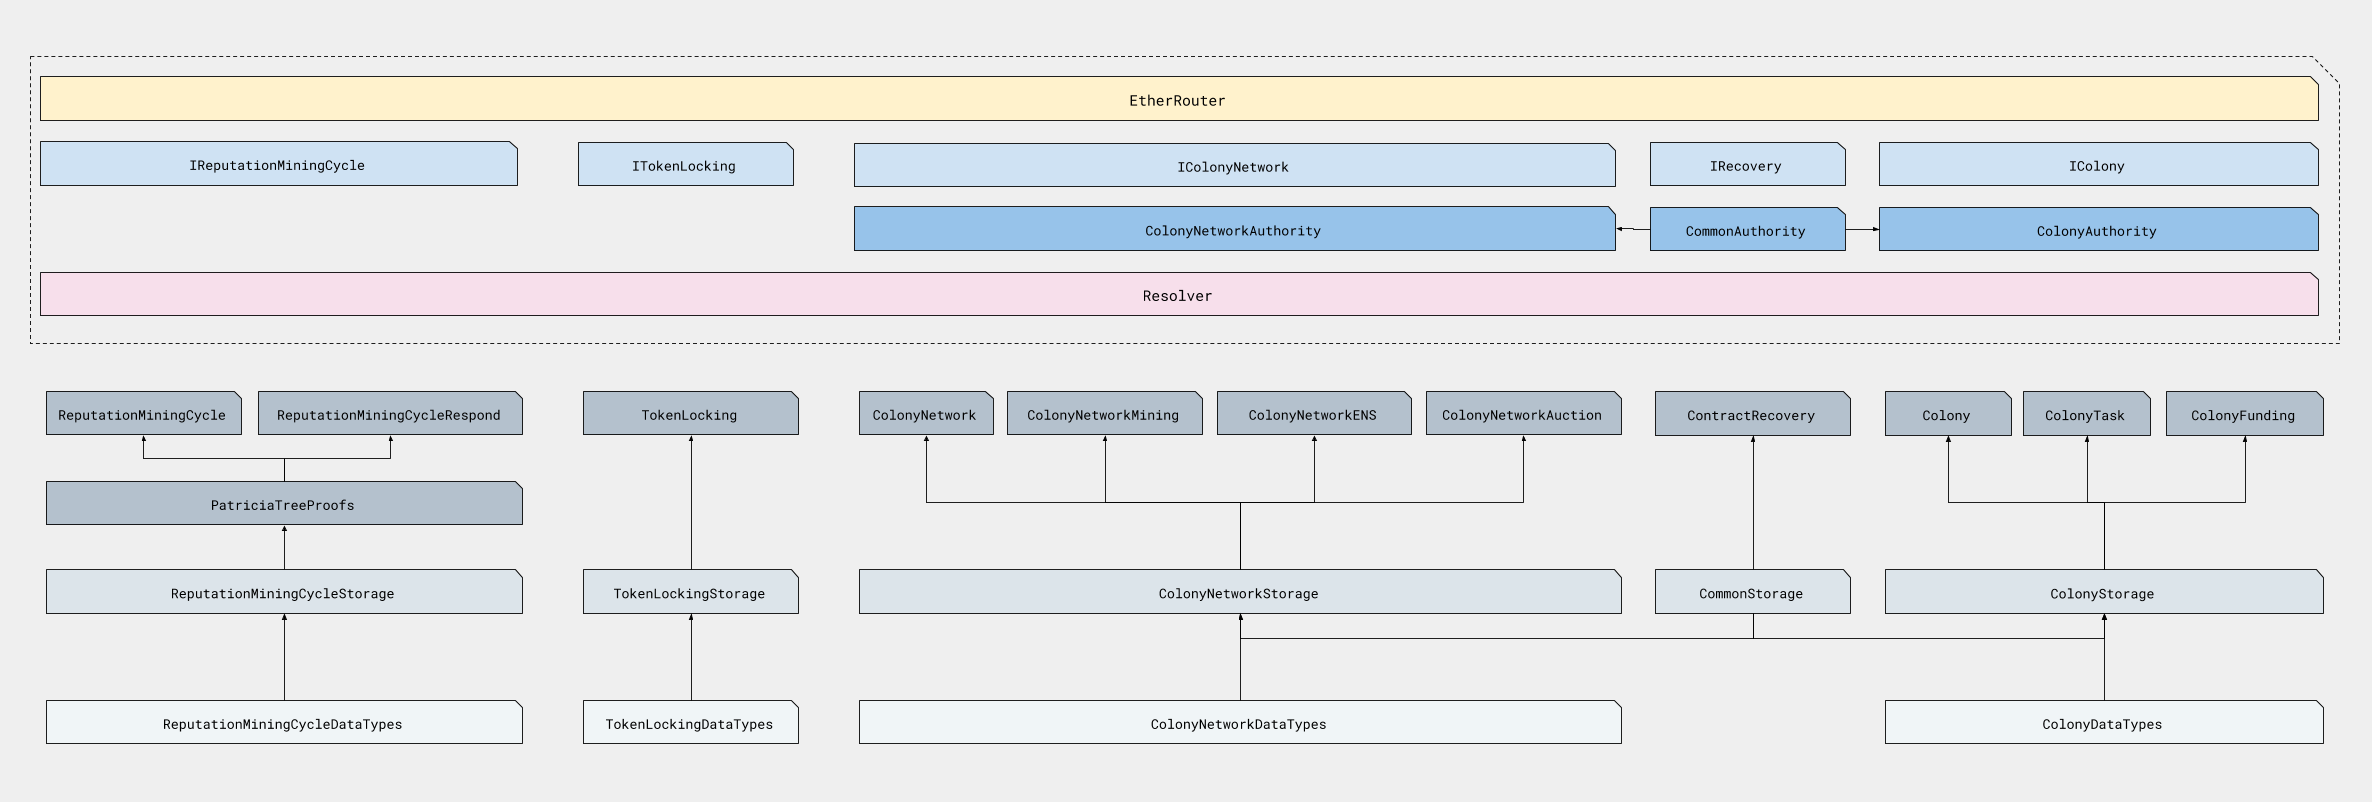 EtherRouter
IReputationMiningCycle
ITokenLocking
IColonyNetwork
IRecovery
IColony
ColonyNetworkAuthority
CommonAuthority
ColonyAuthority
Resolver
ReputationMiningCycle
ReputationMiningCycleRespond
TokenLocking
ColonyNetwork
ColonyNetworkMining
ColonyNetworkENS
ColonyNetworkAuction
ContractRecovery
Colony
ColonyTask
ColonyFunding
PatriciaTreeProofs
ReputationMiningCycleStorage
TokenLockingStorage
ColonyNetworkStorage
CommonStorage
ColonyStorage
ReputationMiningCycleDataTypes
TokenLockingDataTypes
ColonyNetworkDataTypes
ColonyDataTypes